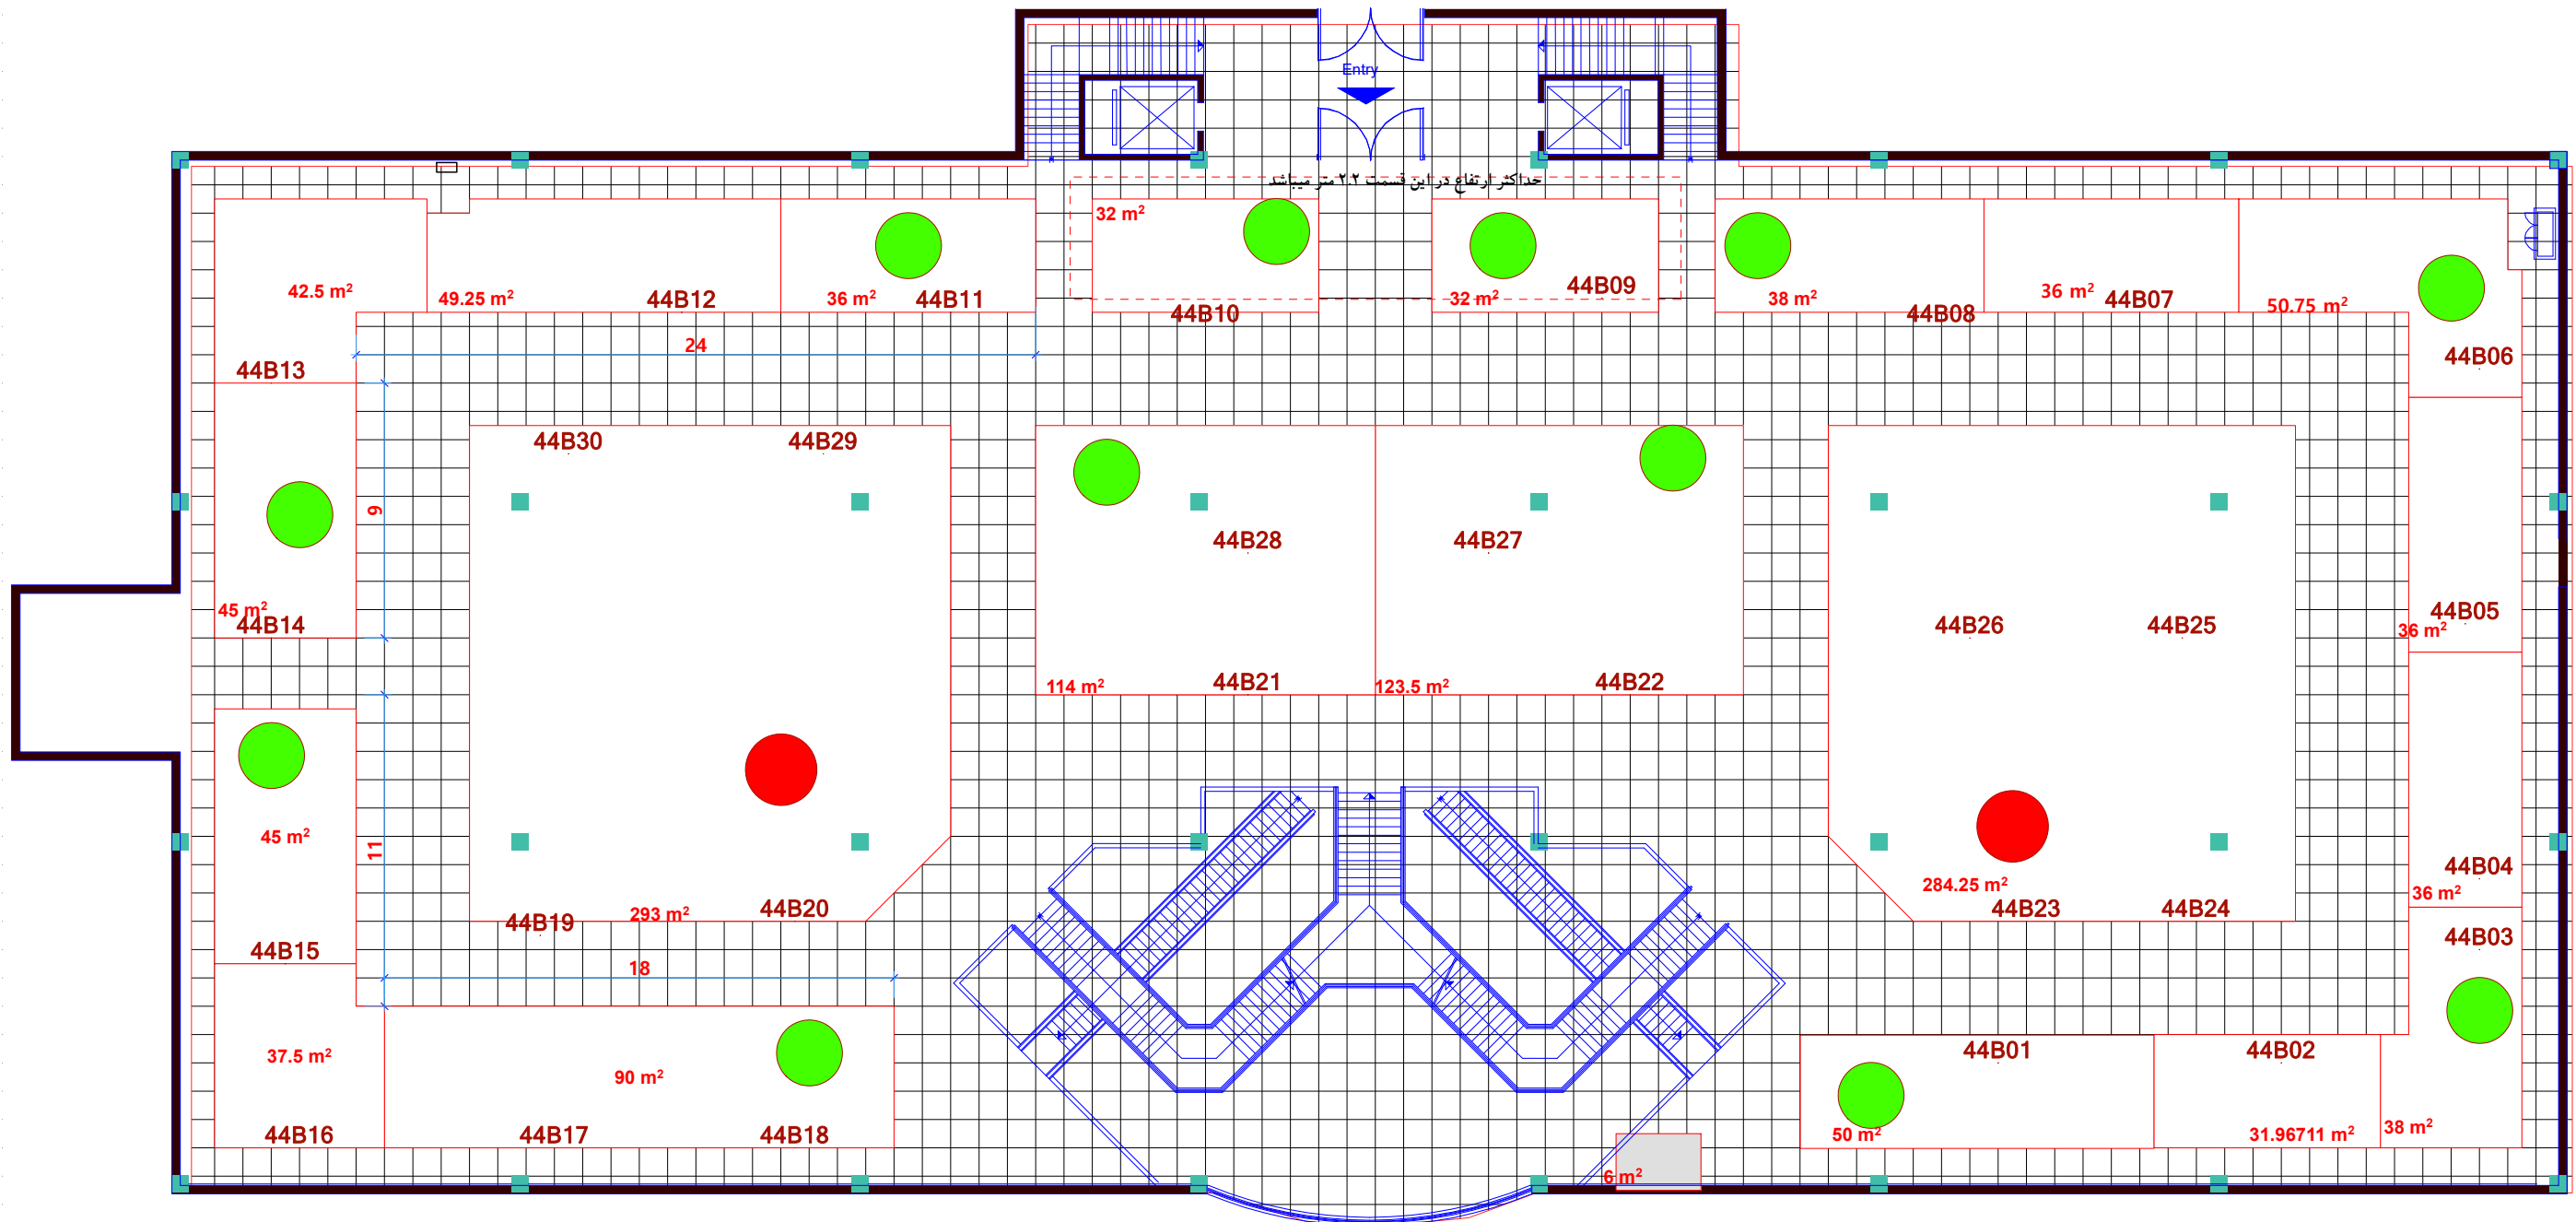 Entry
حداکثر ارتفاع در این قسمت ۲.۲ متر میباشد
32 m²
42.5 m²
49.25 m²
44B12
36 m²
44B11
44B10
32 m²
44B09
38 m²
44B08
36 m²
44B07
50.75 m²
44B06
24
44B13
44B30
44B29
9
44B28
44B27
45 m²
44B14
44B26
44B25
44B05
36 m²
114 m²
44B21
123.5 m²
44B22
45 m²
11
44B15
293 m²
44B19
44B20
284.25 m²
44B23
44B24
44B04
36 m²
44B03
18
37.5 m²
90 m²
44B16
44B17
44B18
44B01
44B02
50 m²
31.96711 m²
38 m²
6 m²